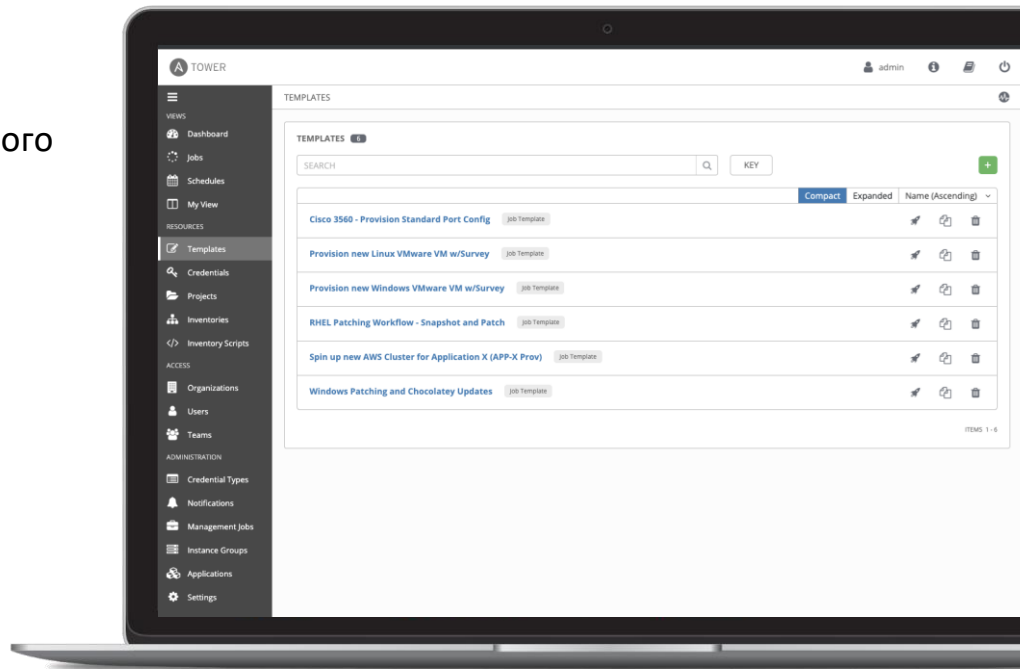 ого
A TOWER
admin
TEMPLATES
VIEWS
Dashboard
Jobs
Schedules
My View
RESOURCES
Templates
Credentials
Projects
Inventories
Inventory Scripts
ACCESS
Organizations
Users
Teams
ADMINISTRATION
Credential Types
Notifications
Management Jobs
Instance Groups
Applications
Settings
TEMPLATES 6
SEARCH
KEY
+
Compact Expanded Name (Ascending)
Cisco 3560 - Provision Standard Port Config Job Template
Provision new Linux VMware VM w/Survey Job Template
Provision new Windows VMware VM w/Survey Job Template
RHEL Patching Workflow - Snapshot and Patch Job Template
Spin up new AWS Cluster for Application X (APP-X Prov) Job Template
Windows Patching and Chocolatey Updates Job Template
ITEMS 1 - 6